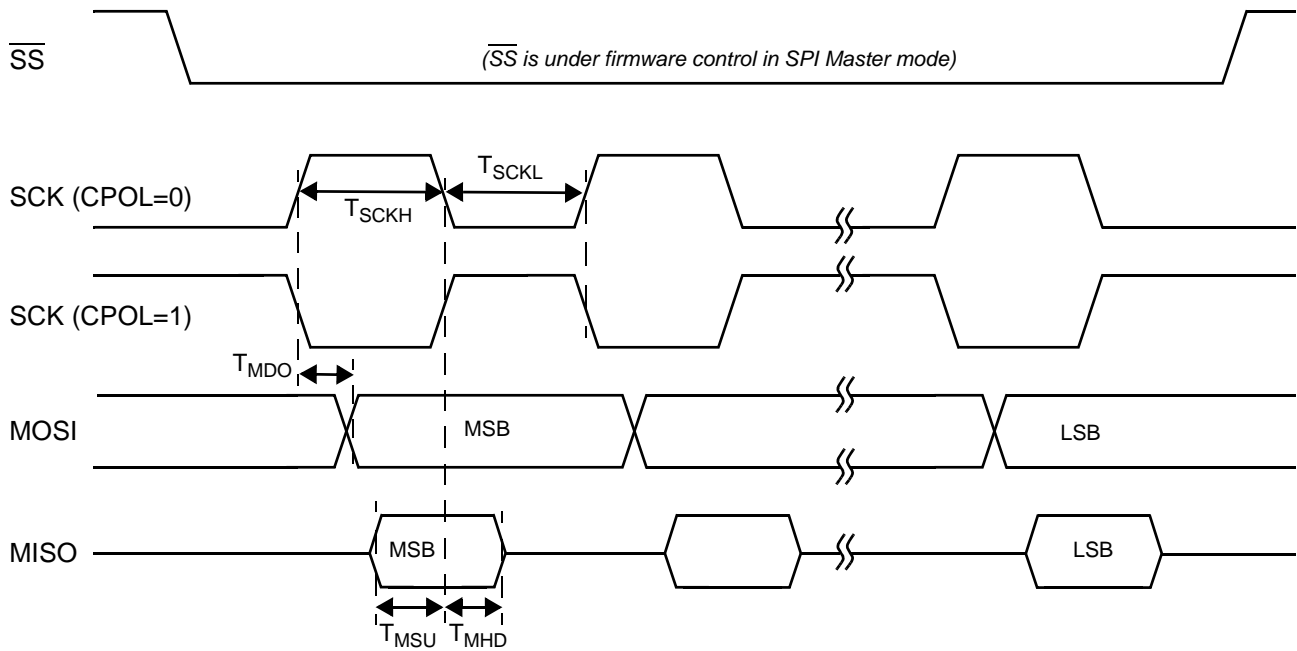 SS
(SS is under firmware control in SPI Master mode)
SCK (CPOL=0)
TSCKH
TSCKL
SCK (CPOL=1)
TMDO
MOSI
MSB
LSB
MISO
MSB
LSB
TMSU
TMHD